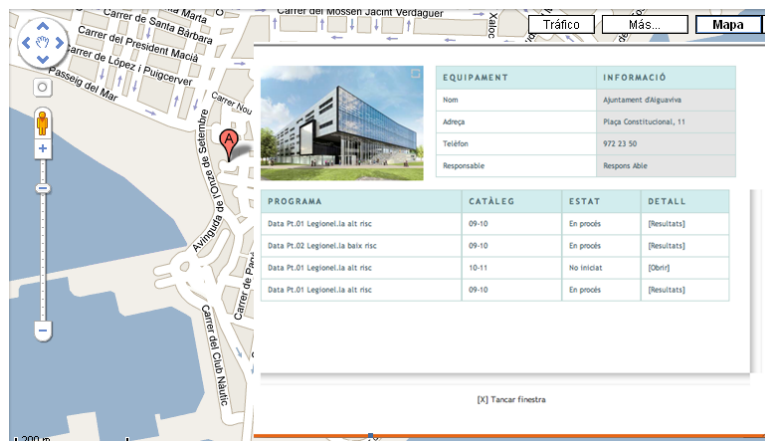 Marta
Carrer de Santa Bàrbara
Carrer del President Macià
Carrer de López i Puigcerver
Passeig del Mar
Carrer Nou
Carrer del Mossèn Jacint Verdaguer
Xaloc
Tráfico
Más...
Mapa
A
Avinguda de l'Onze de Setembre
Carrer de Pan
Carrer del Club Nàutic
200 m
EQUIPAMENT INFORMACIÓ
Nom Ajuntament d'Aiguaviva
Adreça Plaça Constitucional, 11
Telèfon 972 23 50
Responsable Respons Able
PROGRAMA CATÀLEG ESTAT DETALL
Data Pt.01 Legionel.la alt risc 09-10 En procés [Resultats]
Data Pt.02 Legionel.la baix risc 09-10 En procés [Resultats]
Data Pt.01 Legionel.la alt risc 10-11 No iniciat [Obrir]
Data Pt.01 Legionel.la alt risc 09-10 En procés [Resultats]
[X] Tancar finestra